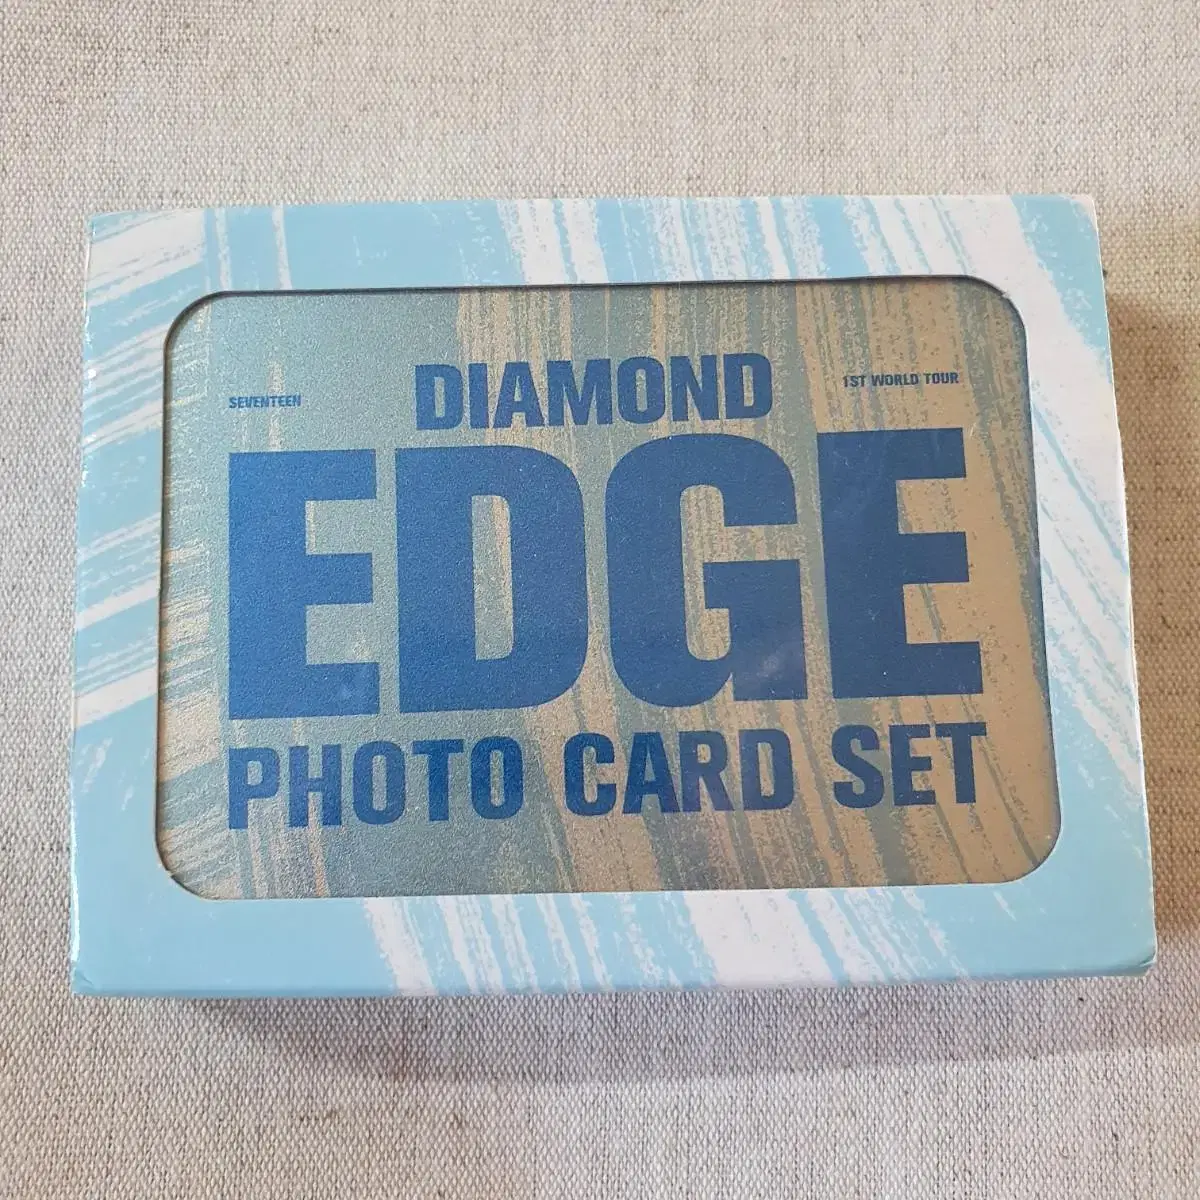 SEVENTEEN
DIAMOND
1ST WORLD TOUR
EDGE
PHOTO CARD SET